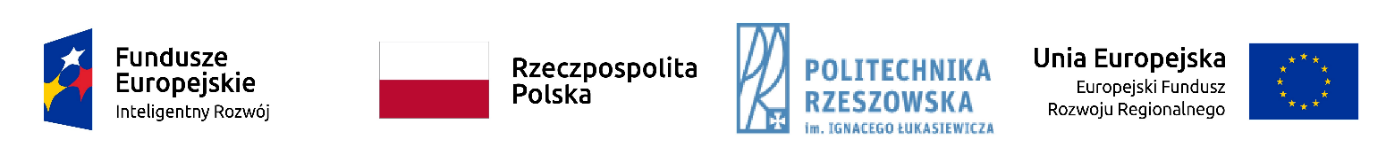 Fundusze
Europejskie
Inteligentny Rozwój
Rzeczpospolita
Polska
POLITECHNIKA
RZESZOWSKA
im. IGNACEGO ŁUKASIEWICZA
Unia Europejska
Europejski Fundusz
Rozwoju Regionalnego